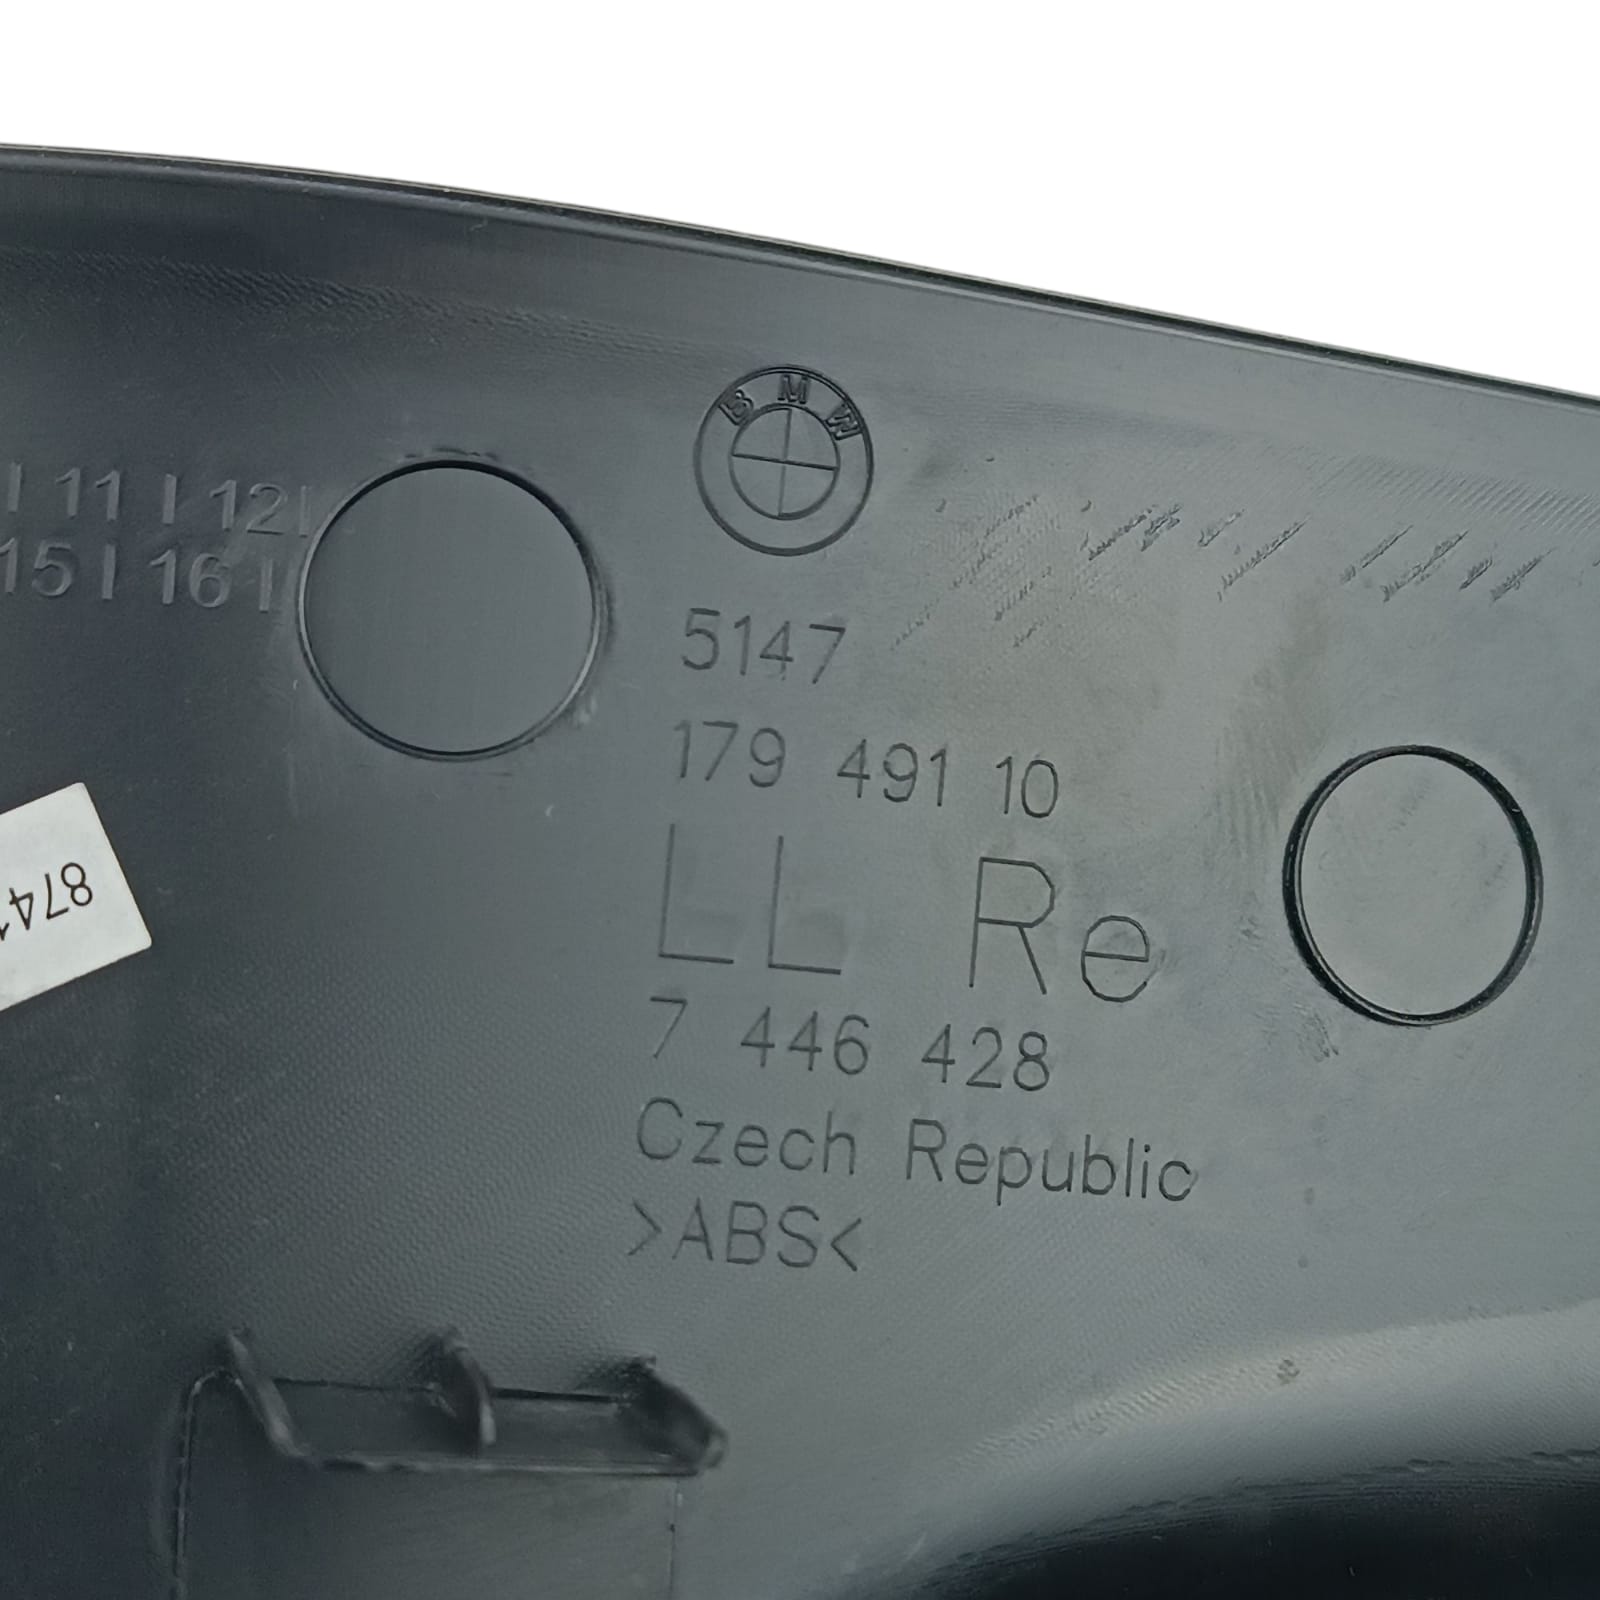 BMW
I 11 I 12 I
15 I 16 I
5147
179 491 10
LL Re
7 446 428
Czech Republic
>ABS<
874